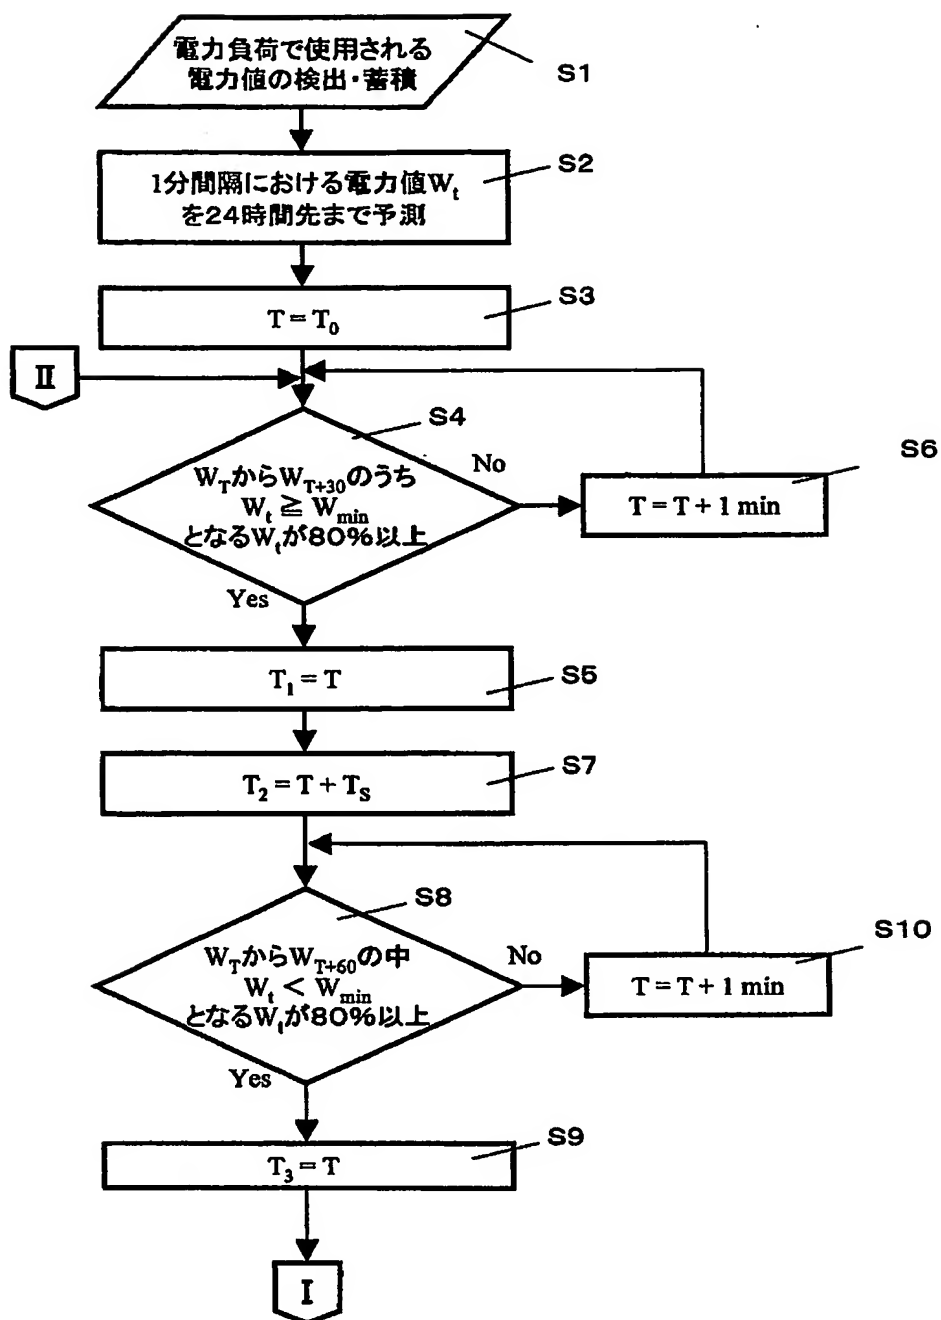 電力負荷で使用される
電力値の検出・蓄積
S1
S2
1分間隔における電力値Wt
を24時間先まで予測
S3
T = T0
II
S4
WTからWT+30のうち
Wt ≧ Wmin
となるWtが80%以上
No
S6
T = T + 1 min
Yes
T1 = T
S5
T2 = T + TS
S7
S8
WTからWT+60の中
Wt < Wmin
となるWtが80%以上
No
S10
T = T + 1 min
Yes
S9
T3 = T
I